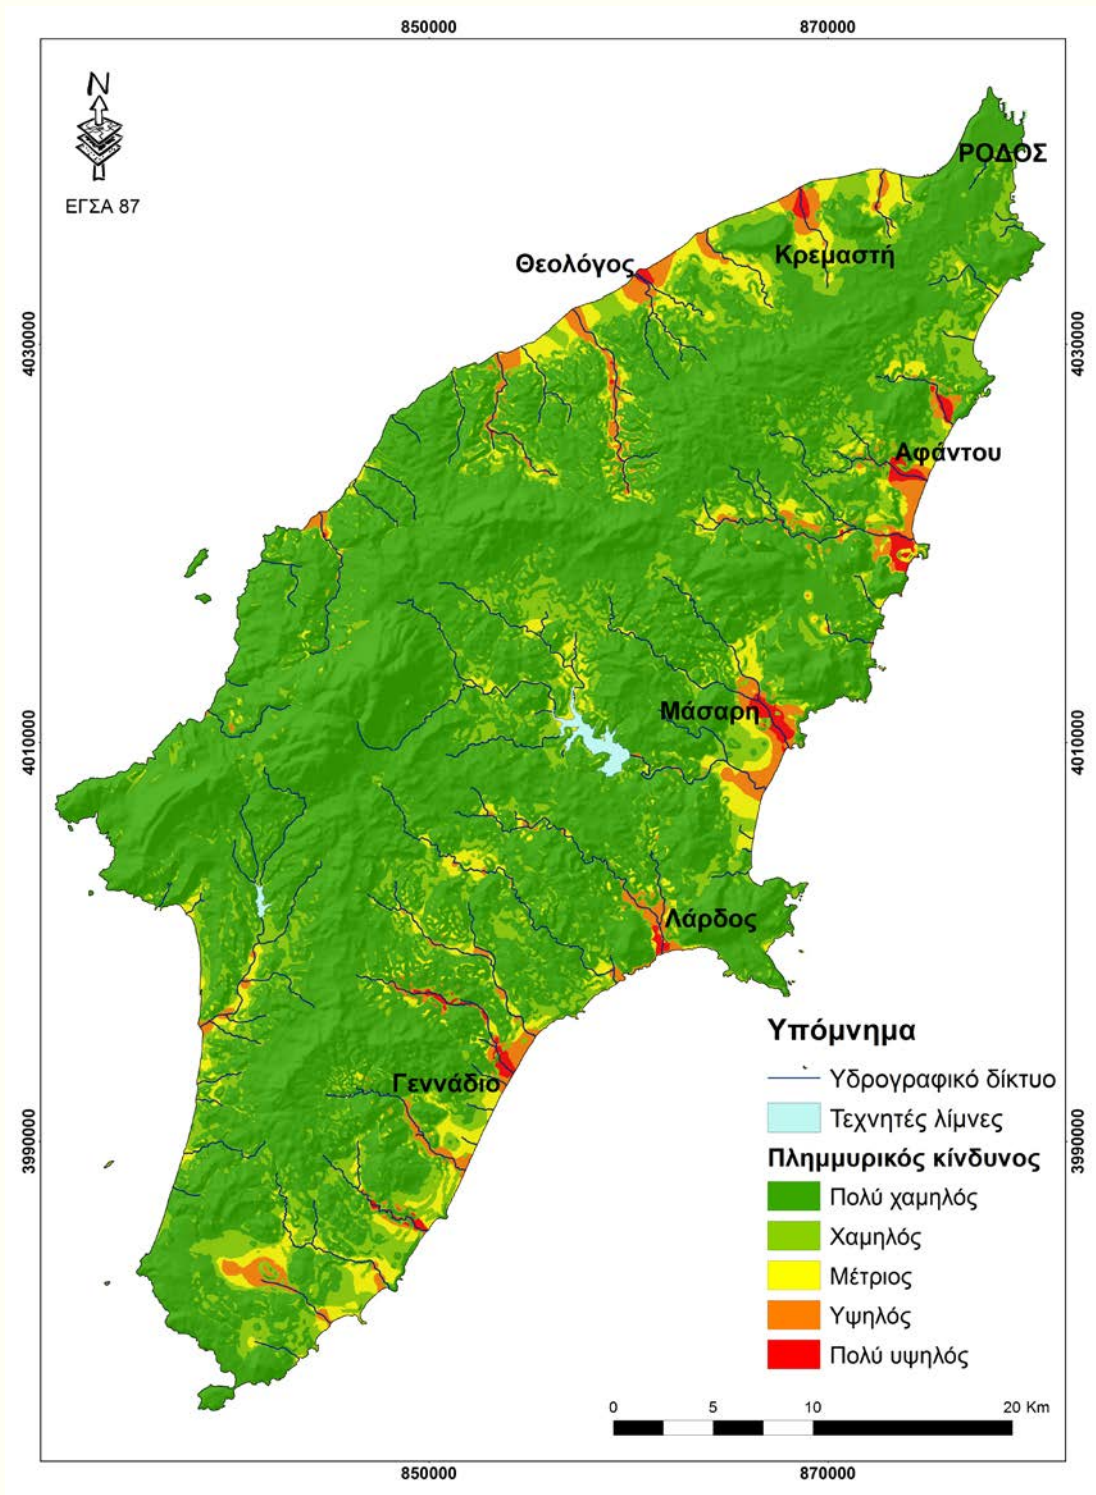 850000 870000
N
ΕΓΣΑ 87
ΡΟΔΟΣ
Κρεμαστή
Θεολόγος
4030000 4030000
Αφάντου
Μάσαρη
4010000 4010000
Λάρδος
Γεννάδιο
3990000 3990000
Υπόμνημα
Υδρογραφικό δίκτυο
Τεχνητές λίμνες
Πλημμυρικός κίνδυνος
Πολύ χαμηλός
Χαμηλός
Μέτριος
Υψηλός
Πολύ υψηλός
0 5 10 20 Km
850000 870000